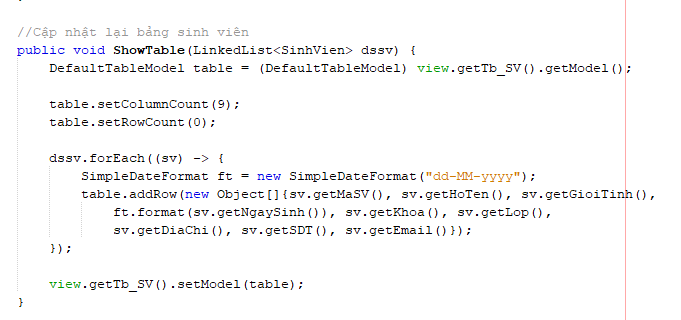 //Cập nhật lại bảng sinh viên
public void ShowTable(LinkedList<SinhVien> dssv) {
    DefaultTableModel table = (DefaultTableModel) view.getTb_SV().getModel();

    table.setColumnCount(9);
    table.setRowCount(0);

    dssv.forEach((sv) -> {
        SimpleDateFormat ft = new SimpleDateFormat("dd-MM-yyyy");
        table.addRow(new Object[]{sv.getMaSV(), sv.getHoTen(), sv.getGioiTinh(),
            ft.format(sv.getNgaySinh()), sv.getKhoa(), sv.getLop(),
            sv.getDiaChi(), sv.getSDT(), sv.getEmail()});
    });

    view.getTb_SV().setModel(table);
}